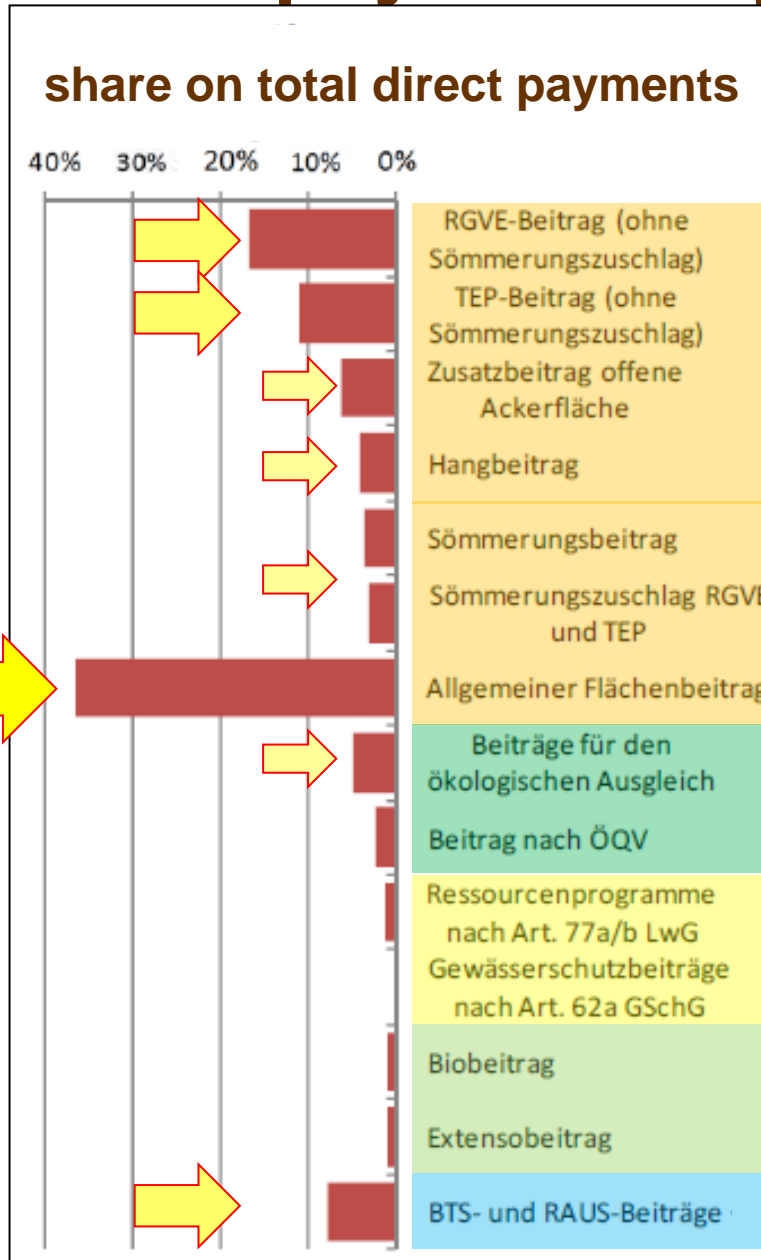 share on total direct payments
40% 30% 20% 10% 0%
RGVE-Beitrag (ohne
Sömmerungszuschlag)
TEP-Beitrag (ohne
Sömmerungszuschlag)
Zusatzbeitrag offene
Ackerfläche
Hangbeitrag
Sömmerungsbeitrag
Sömmerungszuschlag RGVE
und TEP
Allgemeiner Flächenbeitrag
Beiträge für den
ökologischen Ausgleich
Beitrag nach ÖQV
Ressourcenprogramme
nach Art. 77a/b LwG
Gewässerschutzbeiträge
nach Art. 62a GSchG
Biobeitrag
Extensobeitrag
BTS- und RAUS-Beiträge